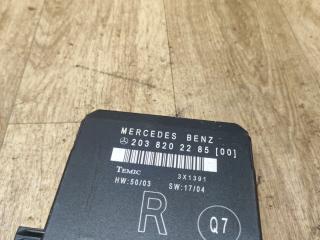 MERCEDES BENZ
203 820 22 85 [00]
TEMIC 3X1391
HW:50/03 SW:17/04
R Q7